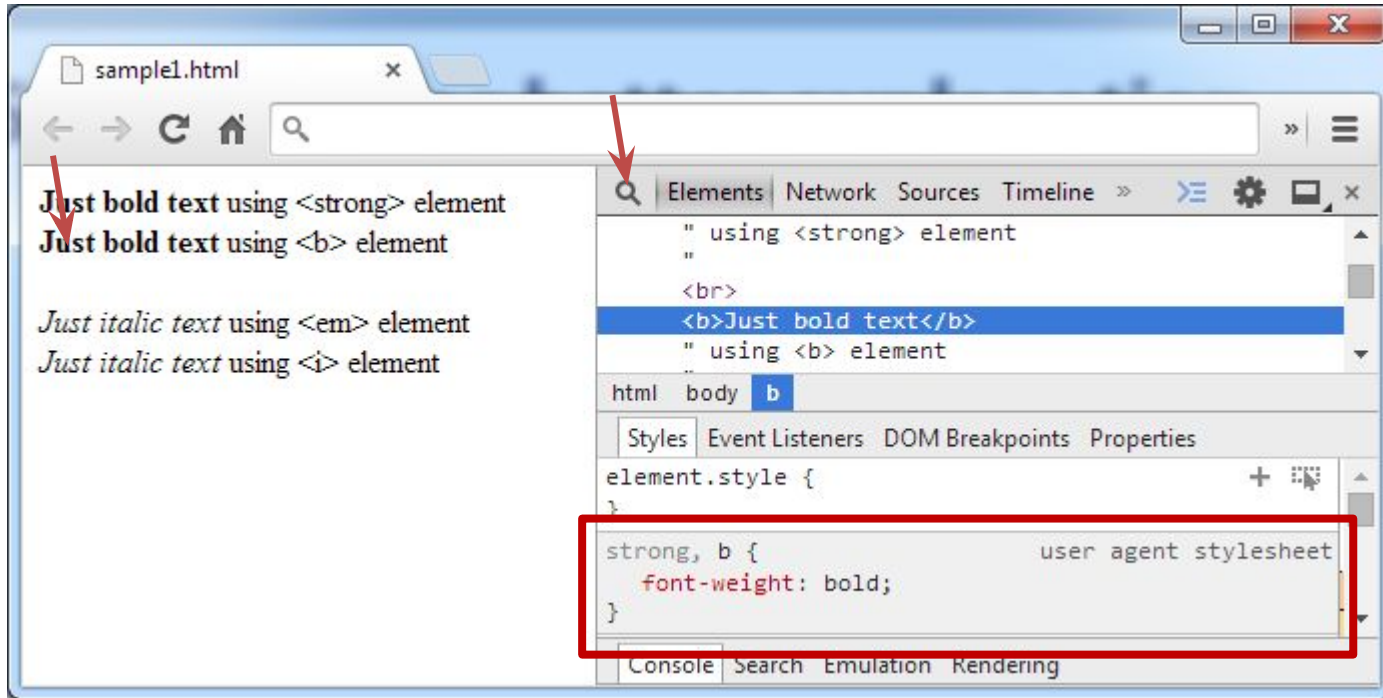 sample1.html
Just bold text using <strong> element
Just bold text using <b> element
Just italic text using <em> element
Just italic text using <i> element
Elements Network Sources Timeline »
" using <strong> element
"
<br>
<b>Just bold text</b>
" using <b> element
"
html body b
Styles Event Listeners DOM Breakpoints Properties
element.style {
}
strong, b { user agent stylesheet
font-weight: bold;
}
Console Search Emulation Rendering